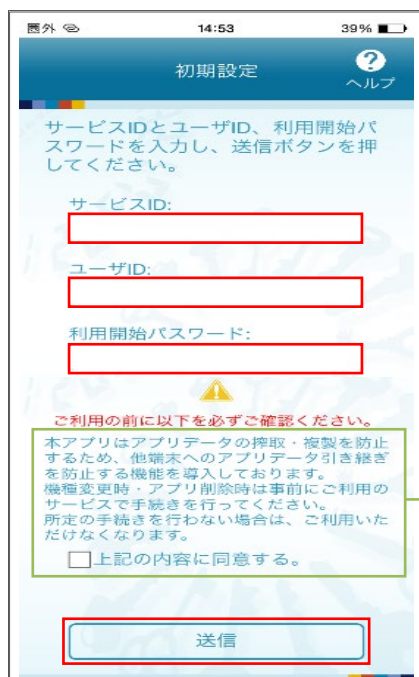 圏外
14:53
39%
初期設定
?
ヘルプ
サービスIDとユーザID、利用開始パ
スワードを入力し、送信ボタンを押
してください。
サービスID:
ユーザID:
利用開始パスワード:
ご利用の前に以下を必ずご確認ください。
本アプリはアプリデータの搾取・複製を防止
するため、他端末へのアプリデータ引き継ぎ
を防止する機能を導入しております。
機種変更時・アプリ削除時は事前にご利用の
サービスで手続きを行ってください。
所定の手続きを行わない場合は、ご利用いた
だけなくなります。
上記の内容に同意する。
送信